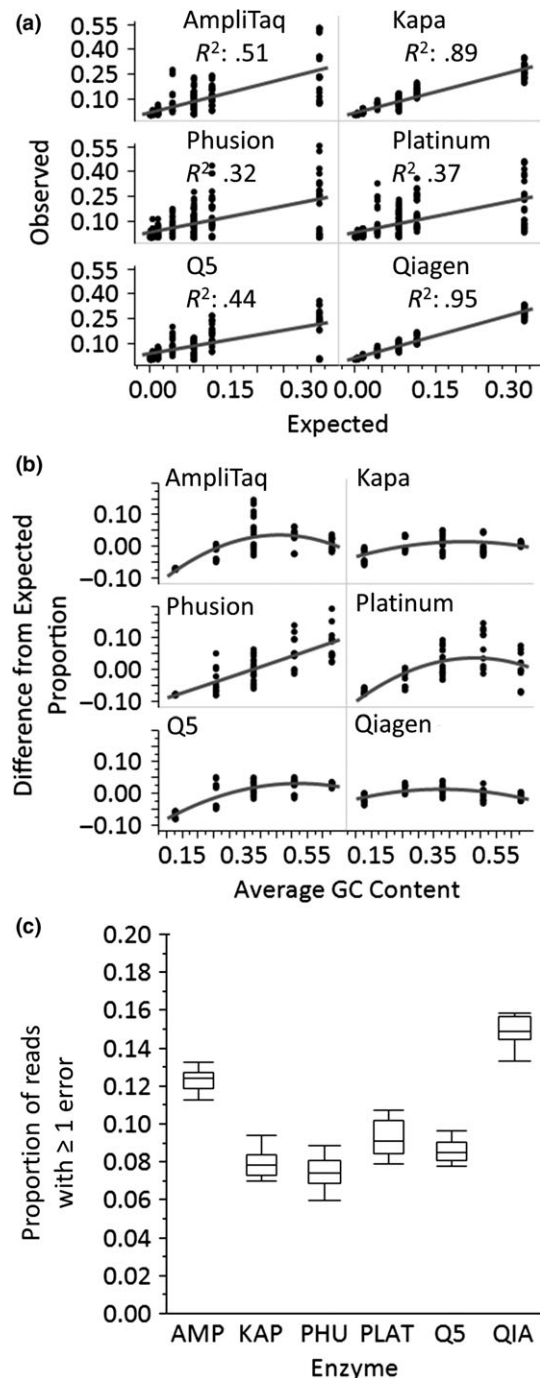 (a)
AmpliTaq
Kapa
R²: .51
R²: .89
0.55
0.40
0.25
0.10
Phusion
Platinum
R² .32
R² .37
0.55
0.40
0.25
0.10
Observed
Q5
Qiagen
R²: .44
R²: .95
0.55
0.40
0.25
0.10
0.00 0.15 0.30 0.00 0.15 0.30
Expected
(b)
AmpliTaq
Kapa
0.10
0.00
−0.10
Phusion
Platinum
0.10
0.00
−0.10
Difference from Expected
Proportion
Q5
Qiagen
0.10
0.00
−0.10
0.15 0.35 0.55 0.15 0.35 0.55
Average GC Content
(c)
0.20
0.18
0.16
0.14
0.12
0.10
0.08
0.06
0.04
0.02
0.00
Proportion of reads
with ≥ 1 error
AMP KAP PHU PLAT Q5 QIA
Enzyme